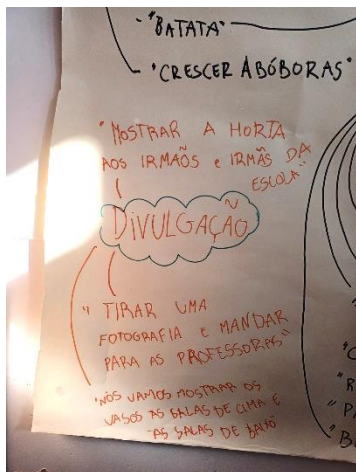 - "BATATA"
- "CRESCER ABÓBORAS"
"MOSTRAR A HORTA
AOS IRMÃOS e IRMÃS DA
ESCOLA"
DIVULGAÇÃO
" TIRAR UMA
FOTOGRAFIA E MANDAR
PARA AS PROFESSORAS"
"NÓS VAMOS MOSTRAR OS
VASOS ÀS SALAS DE CIMA E
ÀS SALAS DE BAIXO"